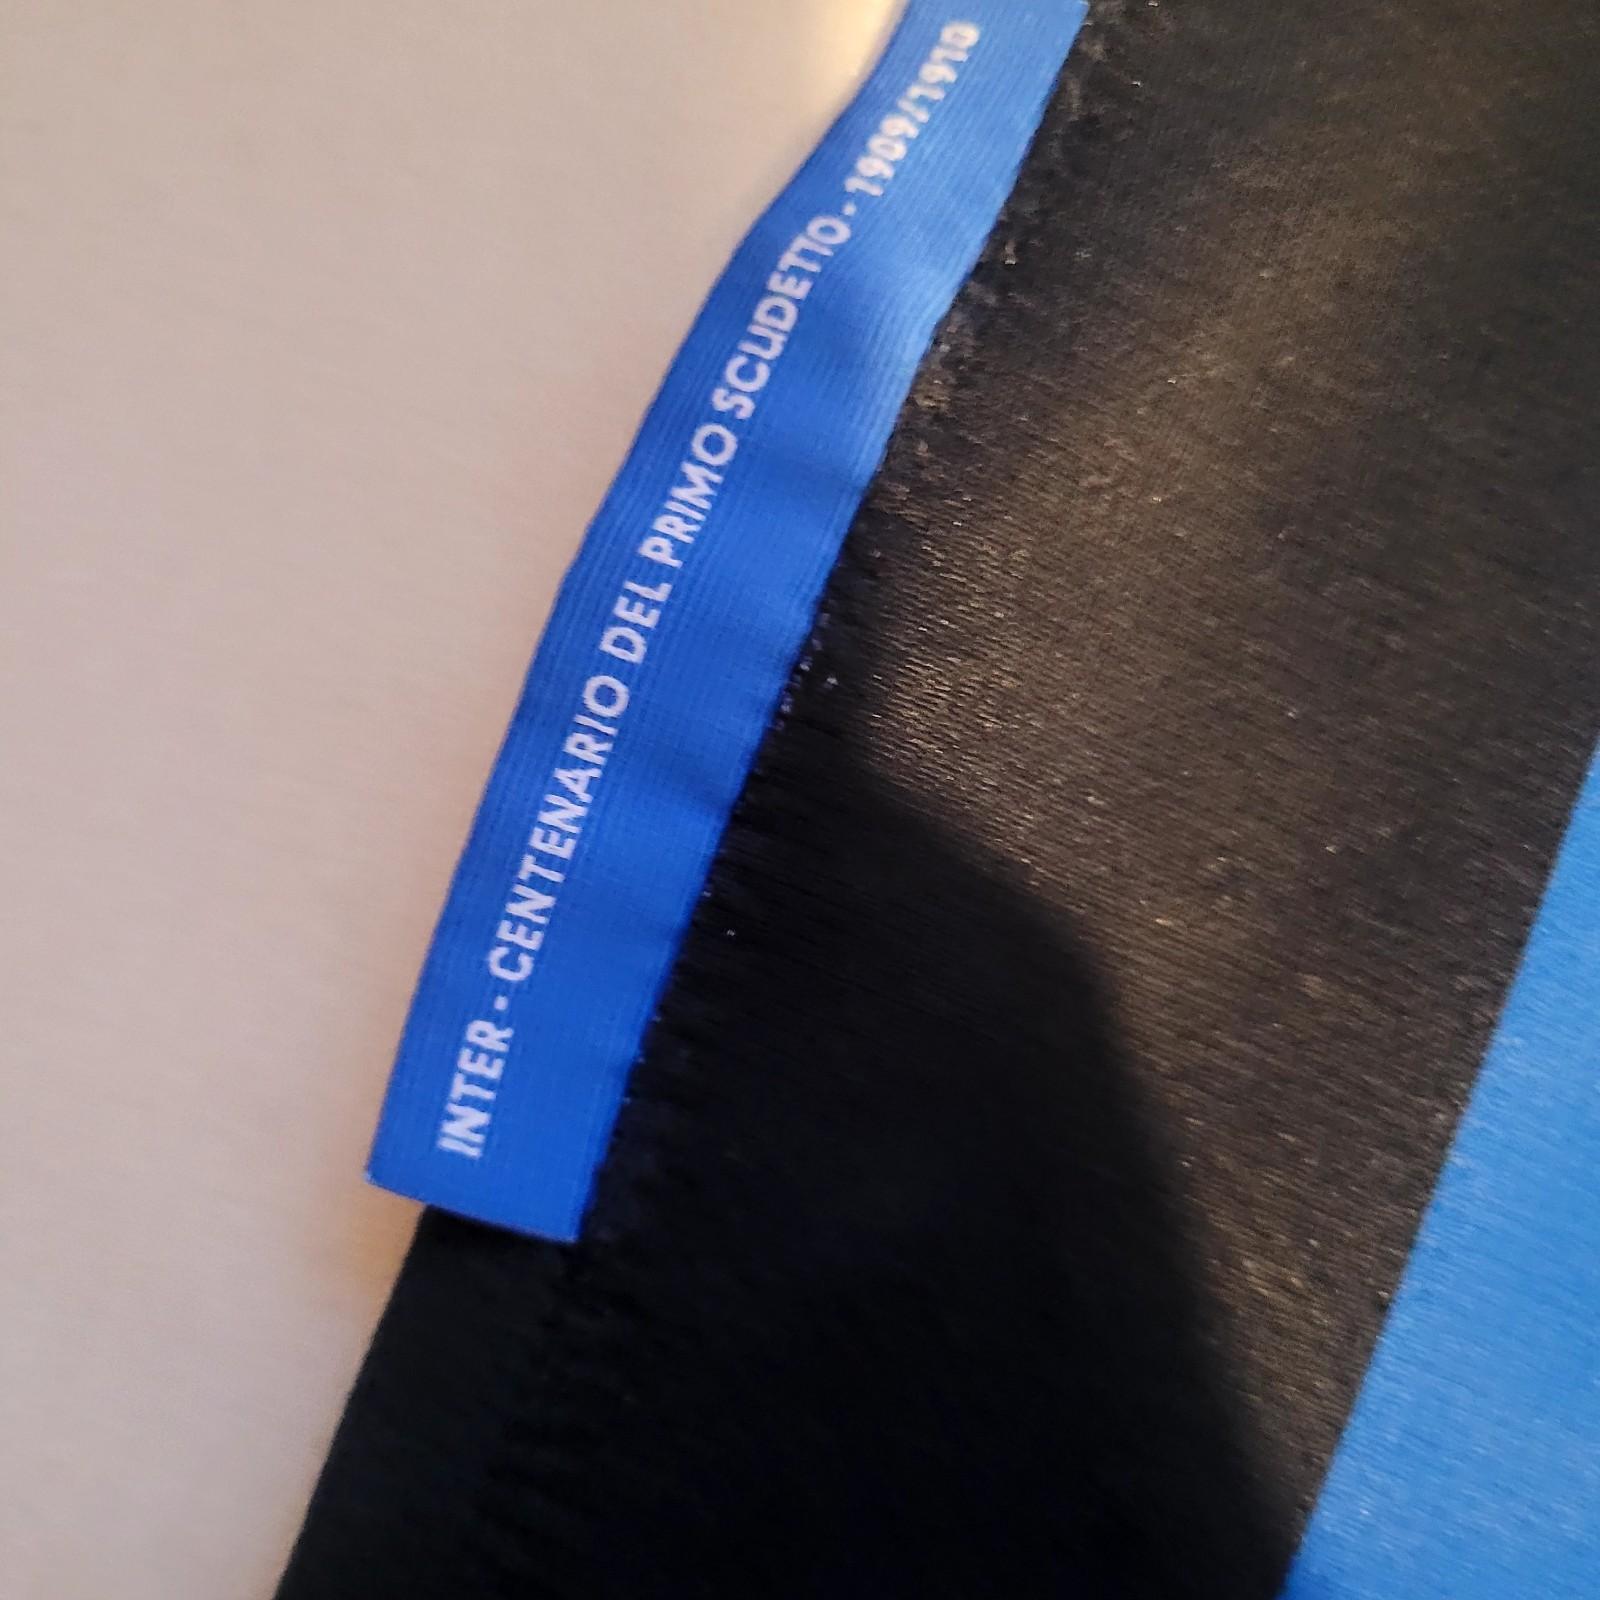 INTER · CENTENARIO DEL PRIMO SCUDETTO · 1909/1910